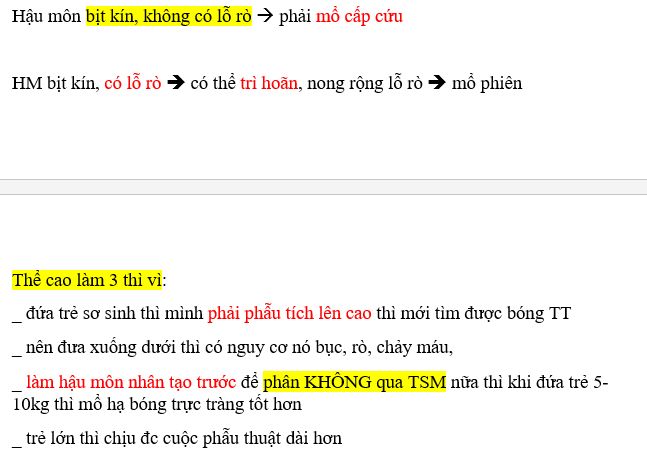 Hậu môn bịt kín, không có lỗ rò → phải mổ cấp cứu
HM bịt kín, có lỗ rò ➔ có thể trì hoãn, nong rộng lỗ rò ➔ mổ phiên
Thể cao làm 3 thì vì:
_ đứa trẻ sơ sinh thì mình phải phẫu tích lên cao thì mới tìm được bóng TT
_ nên đưa xuống dưới thì có nguy cơ nó bục, rò, chảy máu,
_ làm hậu môn nhân tạo trước để phân KHÔNG qua TSM nữa thì khi đứa trẻ 5-
10kg thì mổ hạ bóng trực tràng tốt hơn
_ trẻ lớn thì chịu đc cuộc phẫu thuật dài hơn